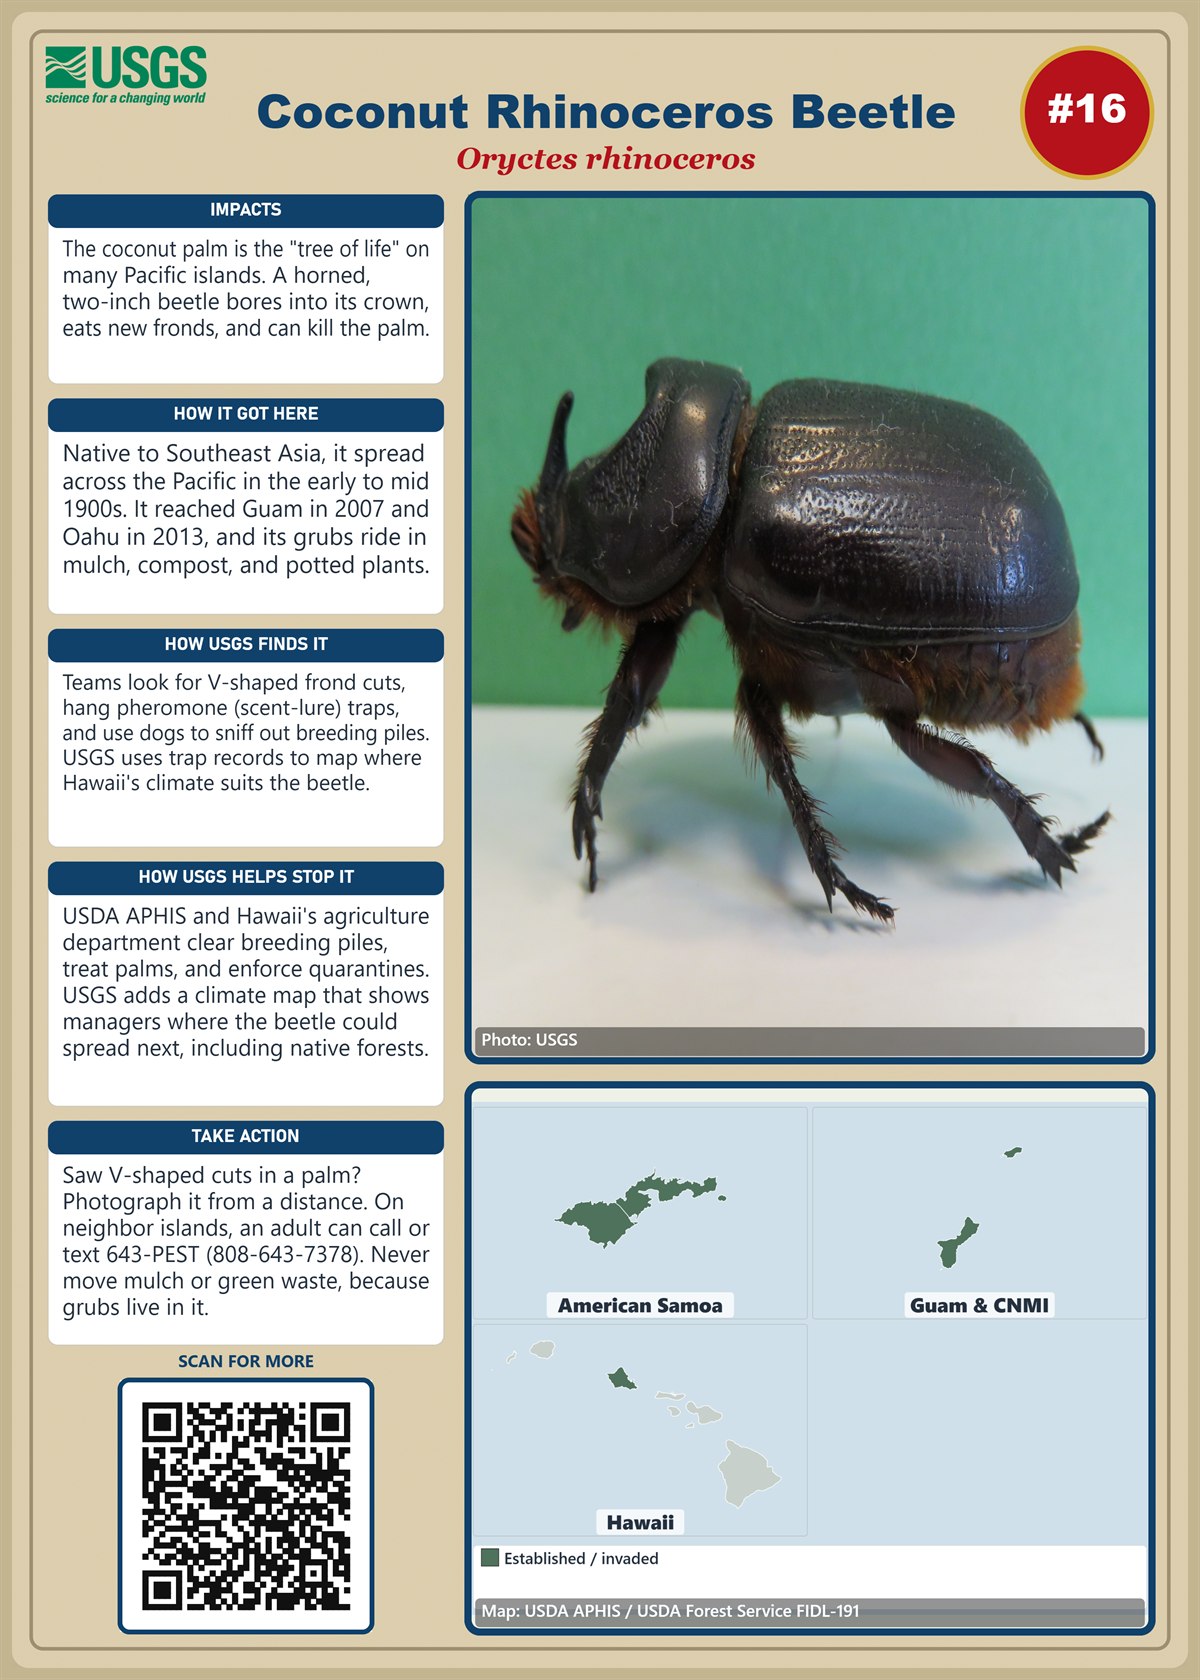 USGS
science for a changing world
Coconut Rhinoceros Beetle
Oryctes rhinoceros
#16
IMPACTS
The coconut palm is the "tree of life" on
many Pacific islands. A horned,
two-inch beetle bores into its crown,
eats new fronds, and can kill the palm.
HOW IT GOT HERE
Native to Southeast Asia, it spread
across the Pacific in the early to mid
1900s. It reached Guam in 2007 and
Oahu in 2013, and its grubs ride in
mulch, compost, and potted plants.
HOW USGS FINDS IT
Teams look for V-shaped frond cuts,
hang pheromone (scent-lure) traps,
and use dogs to sniff out breeding piles.
USGS uses trap records to map where
Hawaii's climate suits the beetle.
HOW USGS HELPS STOP IT
USDA APHIS and Hawaii's agriculture
department clear breeding piles,
treat palms, and enforce quarantines.
USGS adds a climate map that shows
managers where the beetle could
spread next, including native forests.
TAKE ACTION
Saw V-shaped cuts in a palm?
Photograph it from a distance. On
neighbor islands, an adult can call or
text 643-PEST (808-643-7378). Never
move mulch or green waste, because
grubs live in it.
SCAN FOR MORE
Photo: USGS
American Samoa
Guam & CNMI
Hawaii
Established / invaded
Map: USDA APHIS / USDA Forest Service FIDL-191